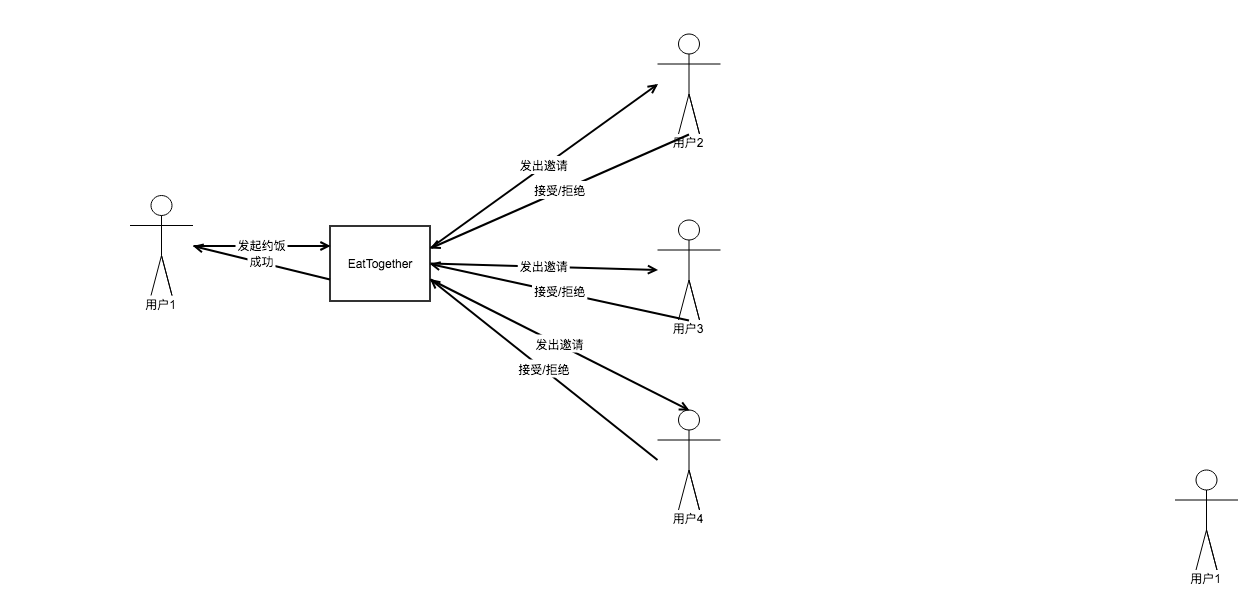 用户2
发出邀请
接受/拒绝
发起约饭
成功
EatTogether
用户1
发出邀请
接受/拒绝
用户3
发出邀请
接受/拒绝
用户4
用户1